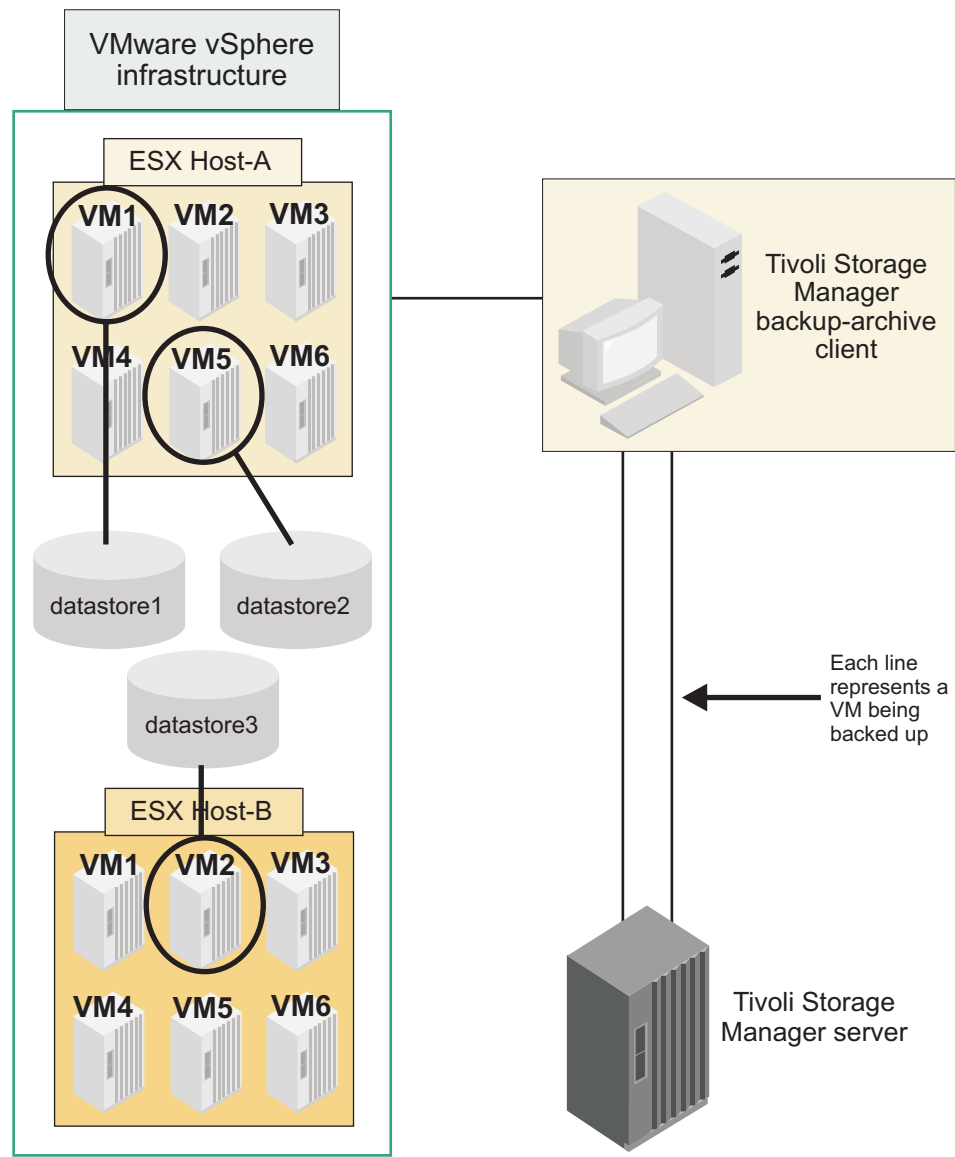 VMware vSphere
infrastructure
ESX Host-A
VM1
VM2
VM3
VM4
VM5
VM6
datastore1
datastore2
datastore3
ESX Host-B
VM1
VM2
VM3
VM4
VM5
VM6
Tivoli Storage
Manager
backup-archive
client
Each line
represents a
VM being
backed up
Tivoli Storage
Manager server